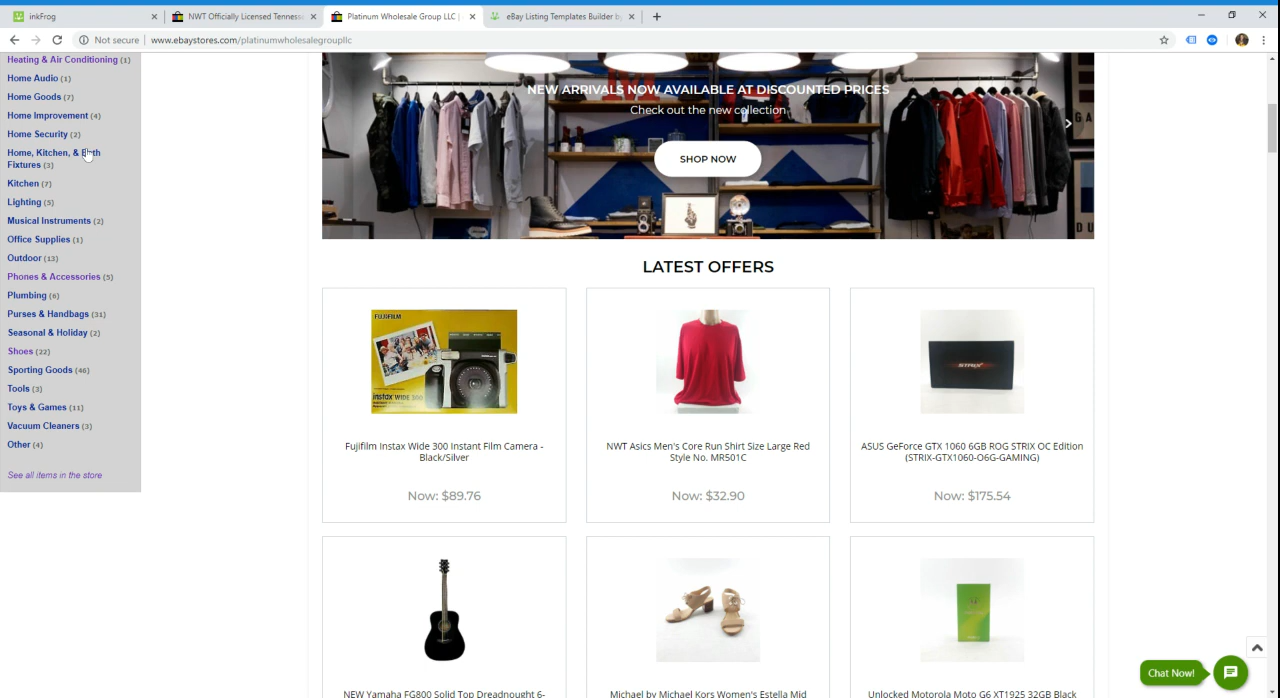 inkFrog
NWT Officially Licensed Tennesse
Platinum Wholesale Group LLC |
eBay Listing Templates Builder by
Not secure
www.ebaystores.com/platinumwholesalegroupllc
Heating & Air Conditioning (1)
Home Audio (1)
Home Goods (7)
Home Improvement (4)
Home Security (2)
Home, Kitchen, & Bath
Fixtures (3)
Kitchen (7)
Lighting (5)
Musical Instruments (2)
Office Supplies (1)
Outdoor (13)
Phones & Accessories (5)
Plumbing (6)
Purses & Handbags (31)
Seasonal & Holiday (2)
Shoes (22)
Sporting Goods (46)
Tools (3)
Toys & Games (11)
Vacuum Cleaners (3)
Other (4)
See all items in the store
NEW ARRIVALS NOW AVAILABLE AT DISCOUNTED PRICES
Check out the new collection
SHOP NOW
LATEST OFFERS
FUJIFILM
instax WIDE 300
STRIX
Fujifilm Instax Wide 300 Instant Film Camera -
Black/Silver
Now: $89.76
NWT Asics Men's Core Run Shirt Size Large Red
Style No. MR501C
Now: $32.90
ASUS GeForce GTX 1060 6GB ROG STRIX OC Edition
(STRIX-GTX1060-O6G-GAMING)
Now: $175.54
NEW Yamaha FG800 Solid Top Dreadnought 6-
Michael by Michael Kors Women's Estella Mid
Unlocked Motorola Moto G6 XT1925 32GB Black
Chat Now!